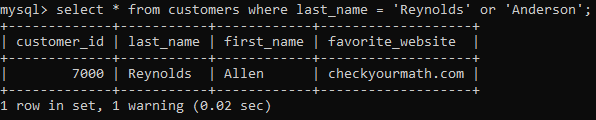 mysql> select * from customers where last_name = 'Reynolds' or 'Anderson';
+-------------+-----------+------------+-------------------+
| customer_id | last_name | first_name | favorite_website  |
+-------------+-----------+------------+-------------------+
|        7000 | Reynolds  | Allen      | checkyourmath.com |
+-------------+-----------+------------+-------------------+
1 row in set, 1 warning (0.02 sec)